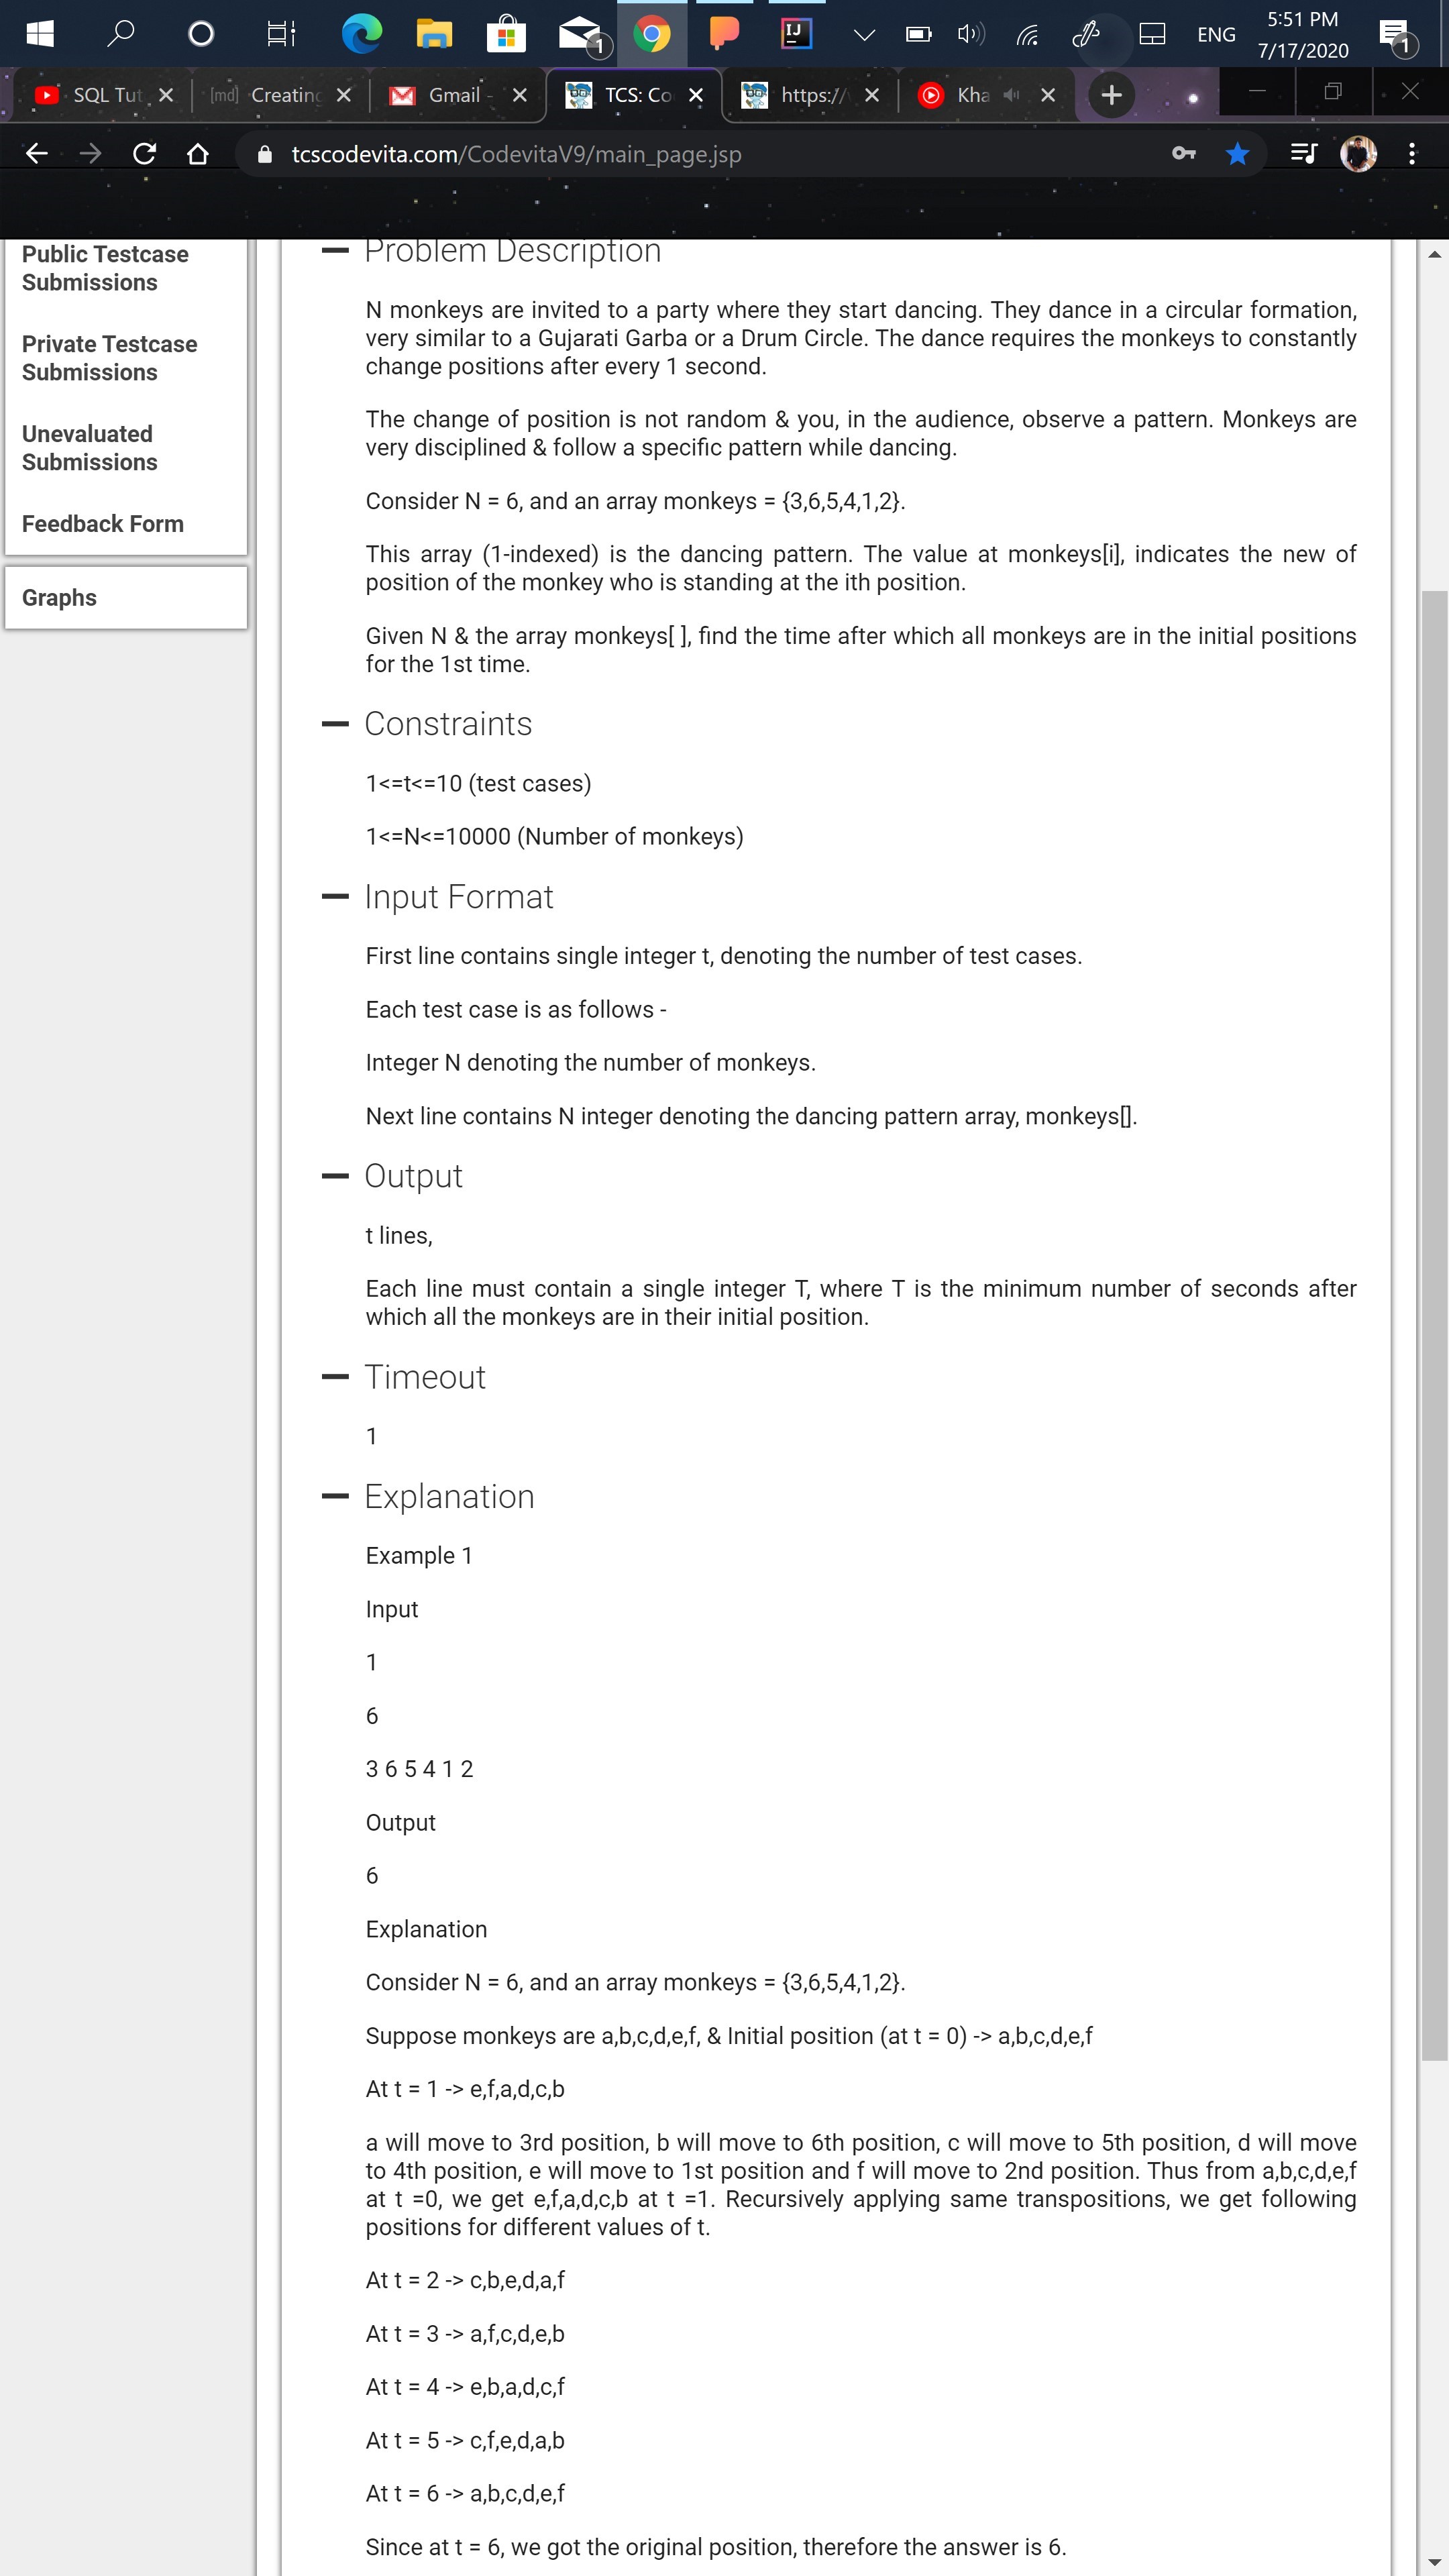 5:51 PM
ENG
7/17/2020
1
1
IJ
SQL Tut
[md] Creating
Gmail -
TCS: Co
https://
Kha
tcscodevita.com/CodevitaV9/main_page.jsp
Public Testcase
Submissions
Private Testcase
Submissions
Unevaluated
Submissions
Feedback Form
Graphs
Problem Description
N monkeys are invited to a party where they start dancing. They dance in a circular formation,
very similar to a Gujarati Garba or a Drum Circle. The dance requires the monkeys to constantly
change positions after every 1 second.
The change of position is not random & you, in the audience, observe a pattern. Monkeys are
very disciplined & follow a specific pattern while dancing.
Consider N = 6, and an array monkeys = {3,6,5,4,1,2}.
This array (1-indexed) is the dancing pattern. The value at monkeys[i], indicates the new of
position of the monkey who is standing at the ith position.
Given N & the array monkeys[ ], find the time after which all monkeys are in the initial positions
for the 1st time.
Constraints
1<=t<=10 (test cases)
1<=N<=10000 (Number of monkeys)
Input Format
First line contains single integer t, denoting the number of test cases.
Each test case is as follows -
Integer N denoting the number of monkeys.
Next line contains N integer denoting the dancing pattern array, monkeys[].
Output
t lines,
Each line must contain a single integer T, where T is the minimum number of seconds after
which all the monkeys are in their initial position.
Timeout
1
Explanation
Example 1
Input
1
6
3 6 5 4 1 2
Output
6
Explanation
Consider N = 6, and an array monkeys = {3,6,5,4,1,2}.
Suppose monkeys are a,b,c,d,e,f, & Initial position (at t = 0) -> a,b,c,d,e,f
At t = 1 -> e,f,a,d,c,b
a will move to 3rd position, b will move to 6th position, c will move to 5th position, d will move
to 4th position, e will move to 1st position and f will move to 2nd position. Thus from a,b,c,d,e,f
at t =0, we get e,f,a,d,c,b at t =1. Recursively applying same transpositions, we get following
positions for different values of t.
At t = 2 -> c,b,e,d,a,f
At t = 3 -> a,f,c,d,e,b
At t = 4 -> e,b,a,d,c,f
At t = 5 -> c,f,e,d,a,b
At t = 6 -> a,b,c,d,e,f
Since at t = 6, we got the original position, therefore the answer is 6.